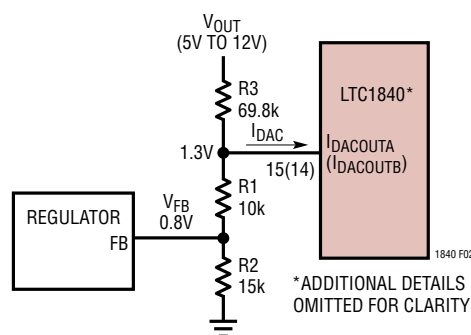 VOUT
(5V TO 12V)
R3
69.8k
LTC1840*
IDAC
IDACOUTA
(IDACOUTB)
1.3V
15(14)
R1
10k
VFB
0.8V
REGULATOR
FB
1840 F02
R2
15k
*ADDITIONAL DETAILS
OMITTED FOR CLARITY